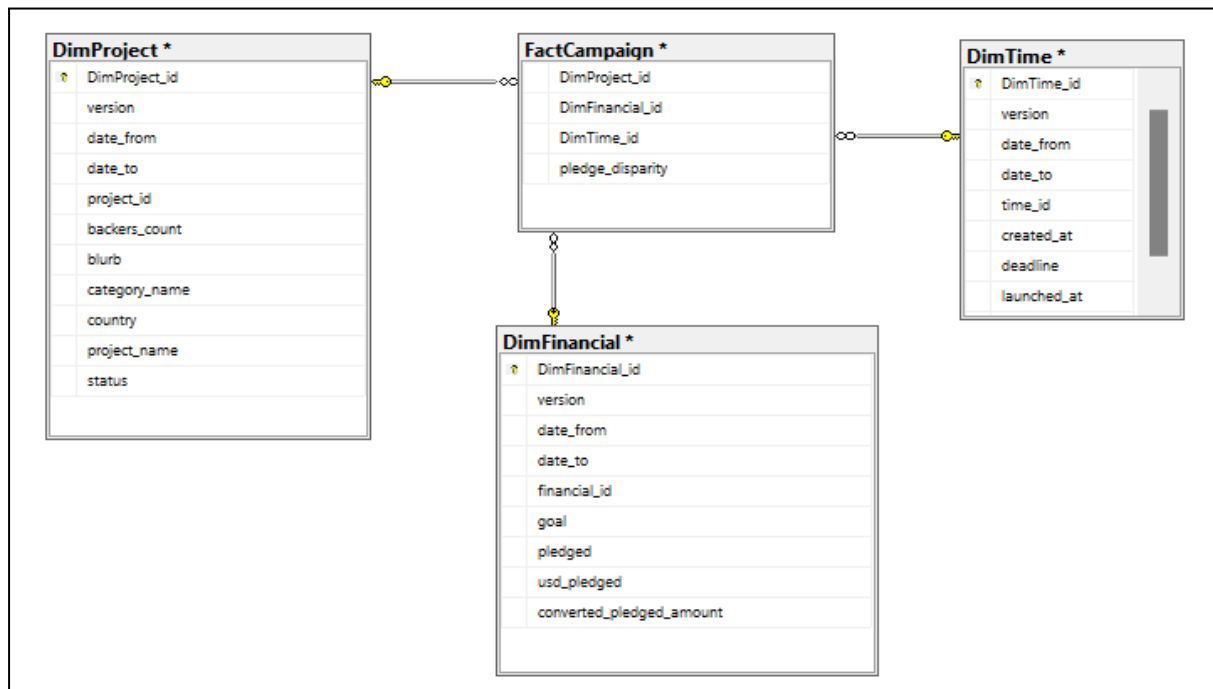 DimProject *
DimProject_id
version
date_from
date_to
project_id
backers_count
blurb
category_name
country
project_name
status
FactCampaign *
DimProject_id
DimFinancial_id
DimTime_id
pledge_disparity
DimTime *
DimTime_id
version
date_from
date_to
time_id
created_at
deadline
launched_at
DimFinancial *
DimFinancial_id
version
date_from
date_to
financial_id
goal
pledged
usd_pledged
converted_pledged_amount